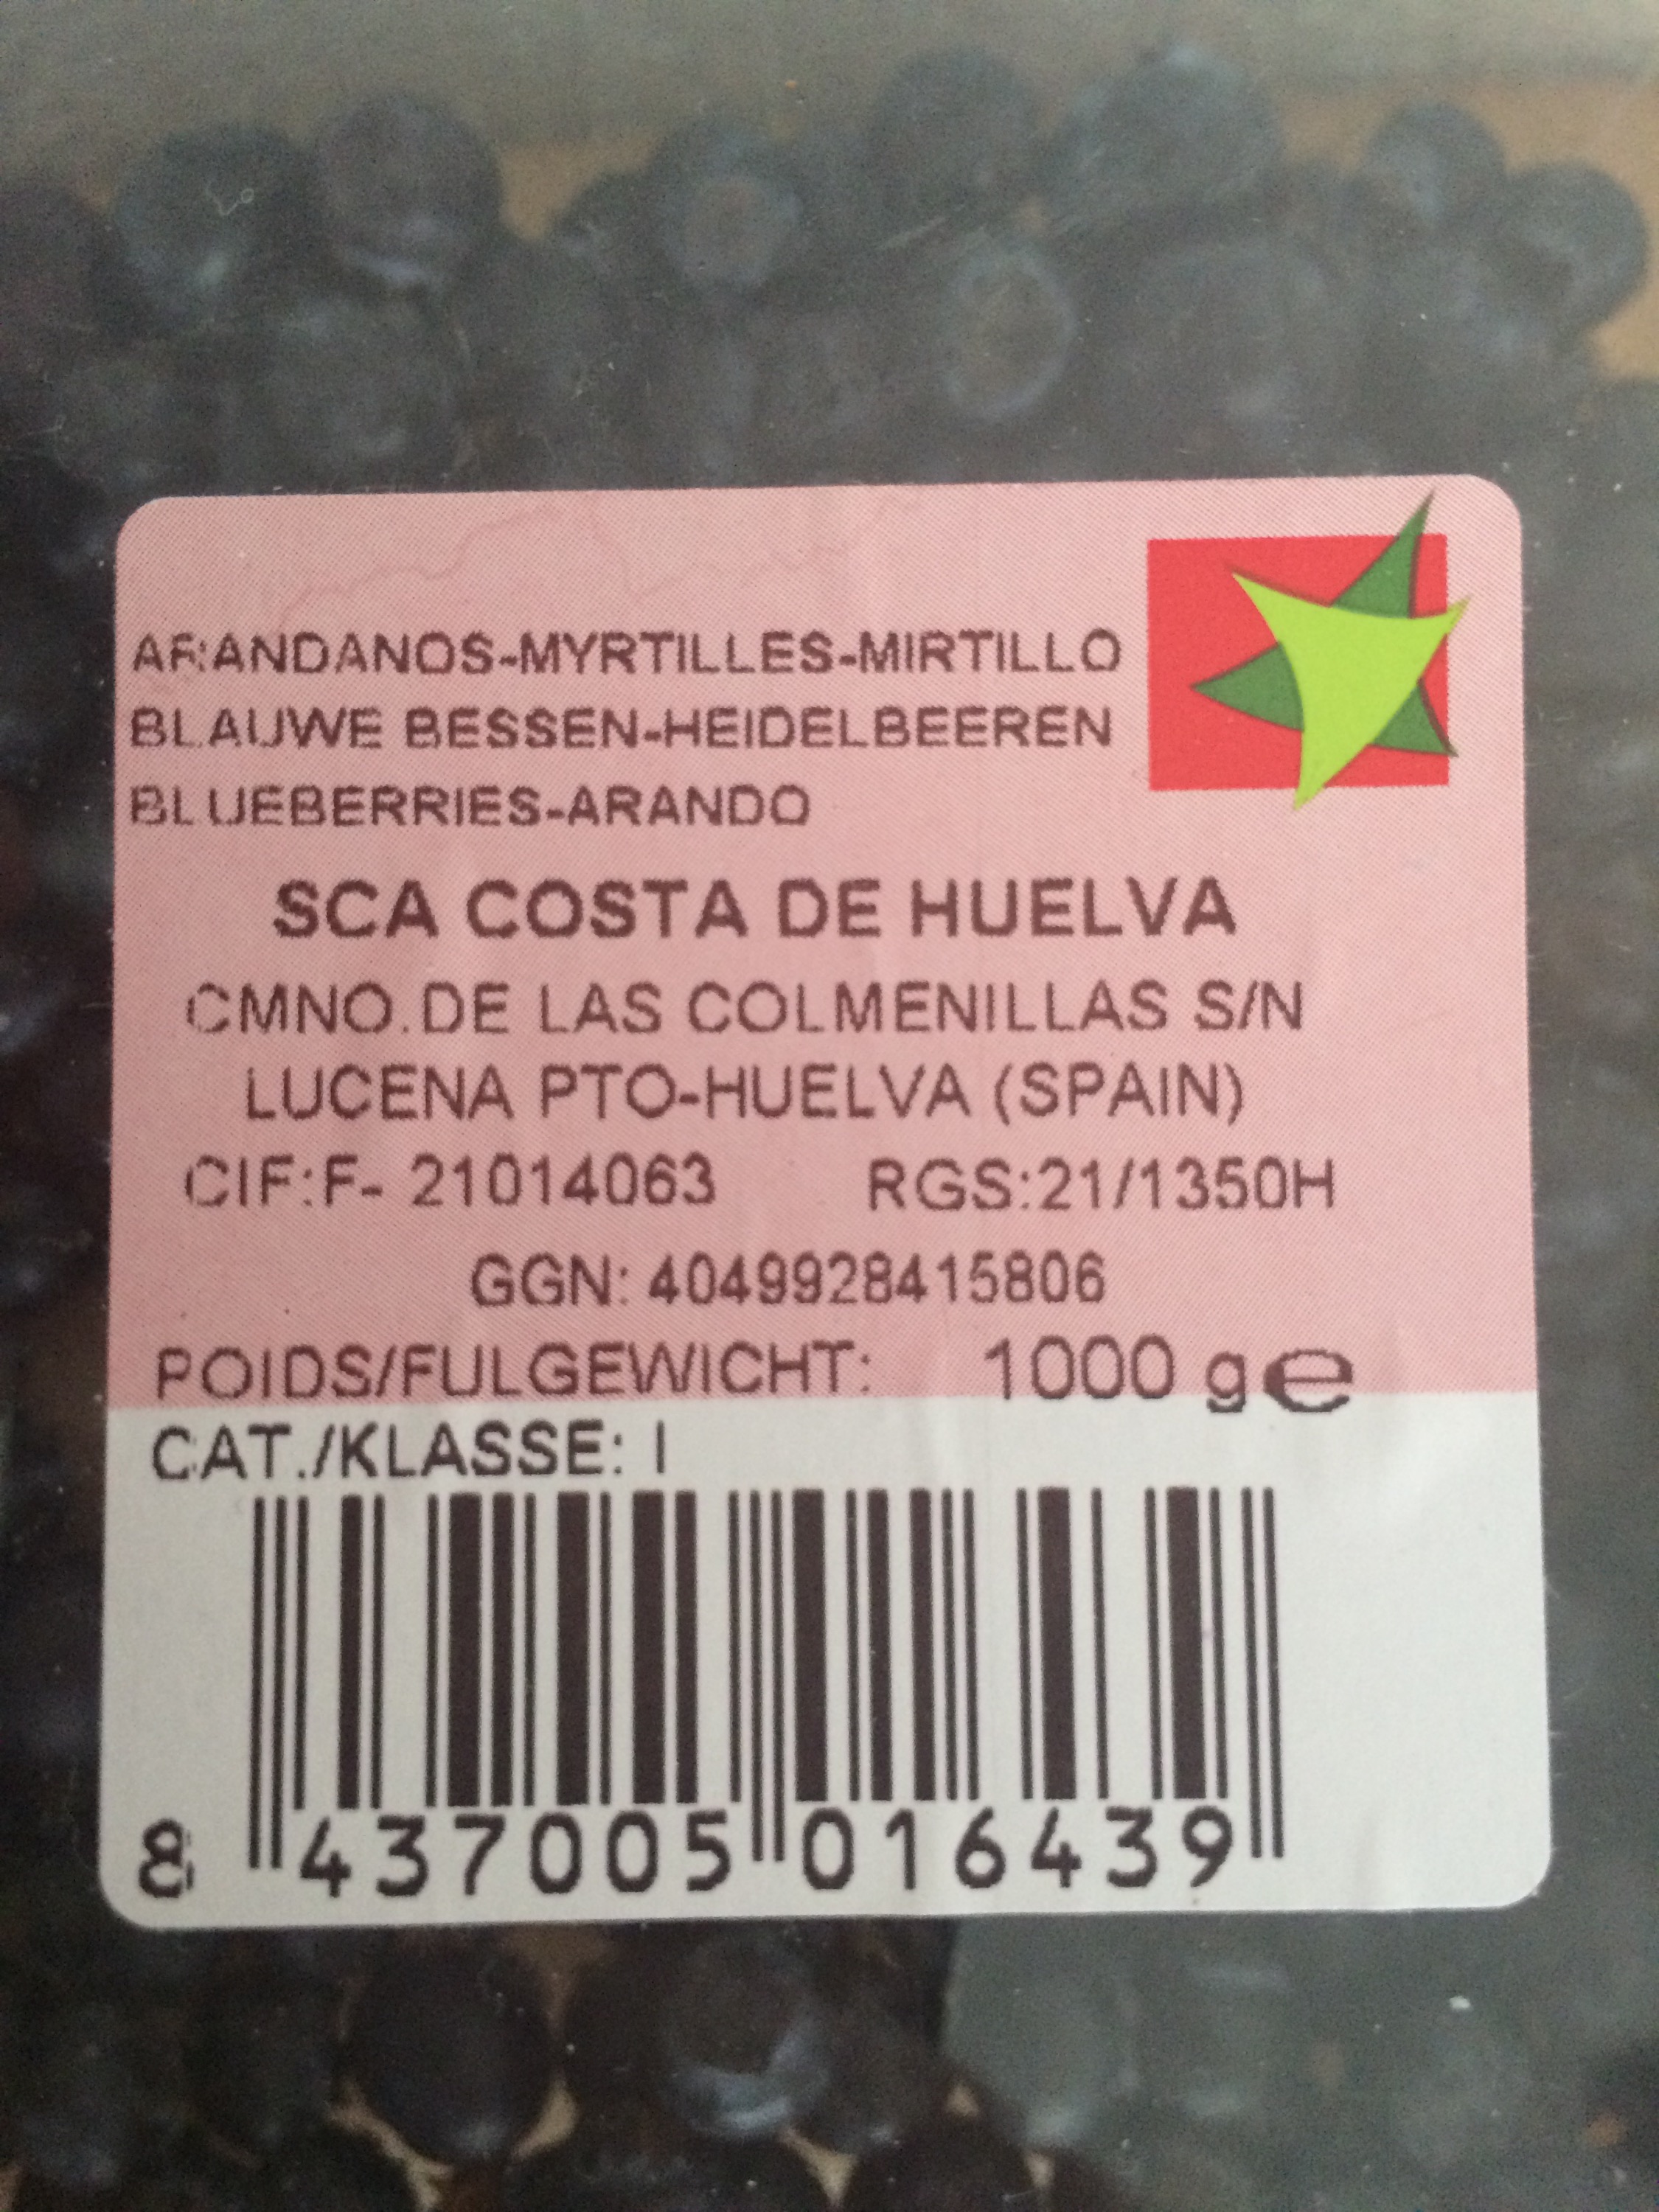 ARANDANOS-MYRTILLES-MIRTILLO
BLAUWE BESSEN-HEIDELBEEREN
BLUEBERRIES-ARANDO
SCA COSTA DE HUELVA
CMNO.DE LAS COLMENILLAS S/N
LUCENA PTO-HUELVA (SPAIN)
CIF:F- 21014063 RGS:21/1350H
GGN: 4049928415806
POIDS/FULGEWICHT: 1000 g℮
CAT./KLASSE: I
8 437005 016439